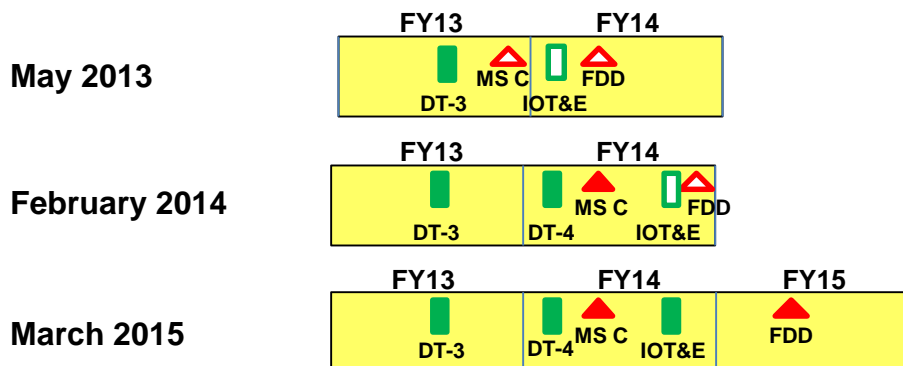 FY13 FY14
May 2013
MS C FDD
DT-3 IOT&E
FY13 FY14
February 2014
MS C FDD
DT-3 DT-4 IOT&E
FY13 FY14 FY15
March 2015
DT-3 DT-4 MS C IOT&E FDD